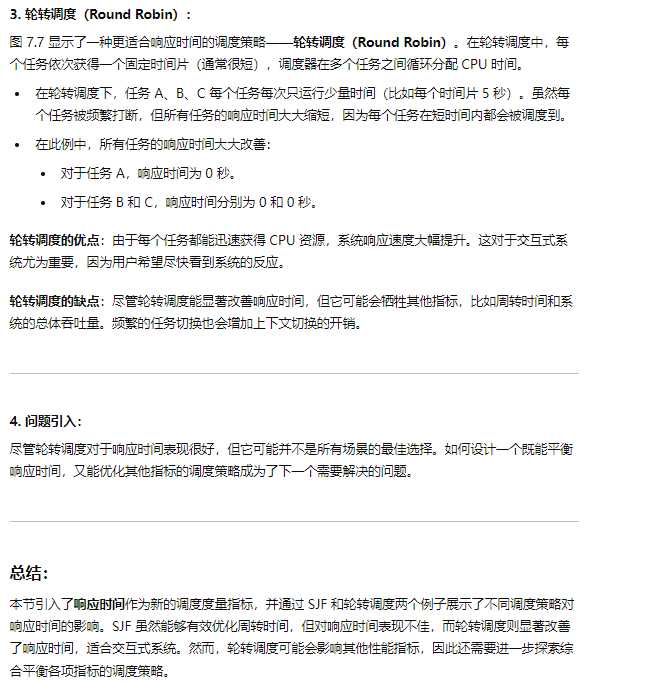 3. 轮转调度（Round Robin）：
图 7.7 显示了一种更适合响应时间的调度策略——轮转调度（Round Robin）。在轮转调度中，每
个任务依次获得一个固定时间片（通常很短），调度器在多个任务之间循环分配 CPU 时间。
• 在轮转调度下，任务 A、B、C 每个任务每次只运行少量时间（比如每个时间片 5 秒）。虽然每
个任务被频繁打断，但所有任务的响应时间大大缩短，因为每个任务在短时间内都会被调度到。
• 在此例中，所有任务的响应时间大大改善：
• 对于任务 A，响应时间为 0 秒。
• 对于任务 B 和 C，响应时间分别为 0 和 0 秒。
轮转调度的优点：由于每个任务都能迅速获得 CPU 资源，系统响应速度大幅提升。这对于交互式系
统尤为重要，因为用户希望尽快看到系统的反应。
轮转调度的缺点：尽管轮转调度能显著改善响应时间，但它可能会牺牲其他指标，比如周转时间和系
统的总体吞吐量。频繁的任务切换也会增加上下文切换的开销。
4. 问题引入：
尽管轮转调度对于响应时间表现很好，但它可能并不是所有场景的最佳选择。如何设计一个既能平衡
响应时间，又能优化其他指标的调度策略成为了下一个需要解决的问题。
总结：
本节引入了响应时间作为新的调度度量指标，并通过 SJF 和轮转调度两个例子展示了不同调度策略对
响应时间的影响。SJF 虽然能够有效优化周转时间，但对响应时间表现不佳，而轮转调度则显著改善
了响应时间，适合交互式系统。然而，轮转调度可能会影响其他性能指标，因此还需要进一步探索综
合平衡各项指标的调度策略。